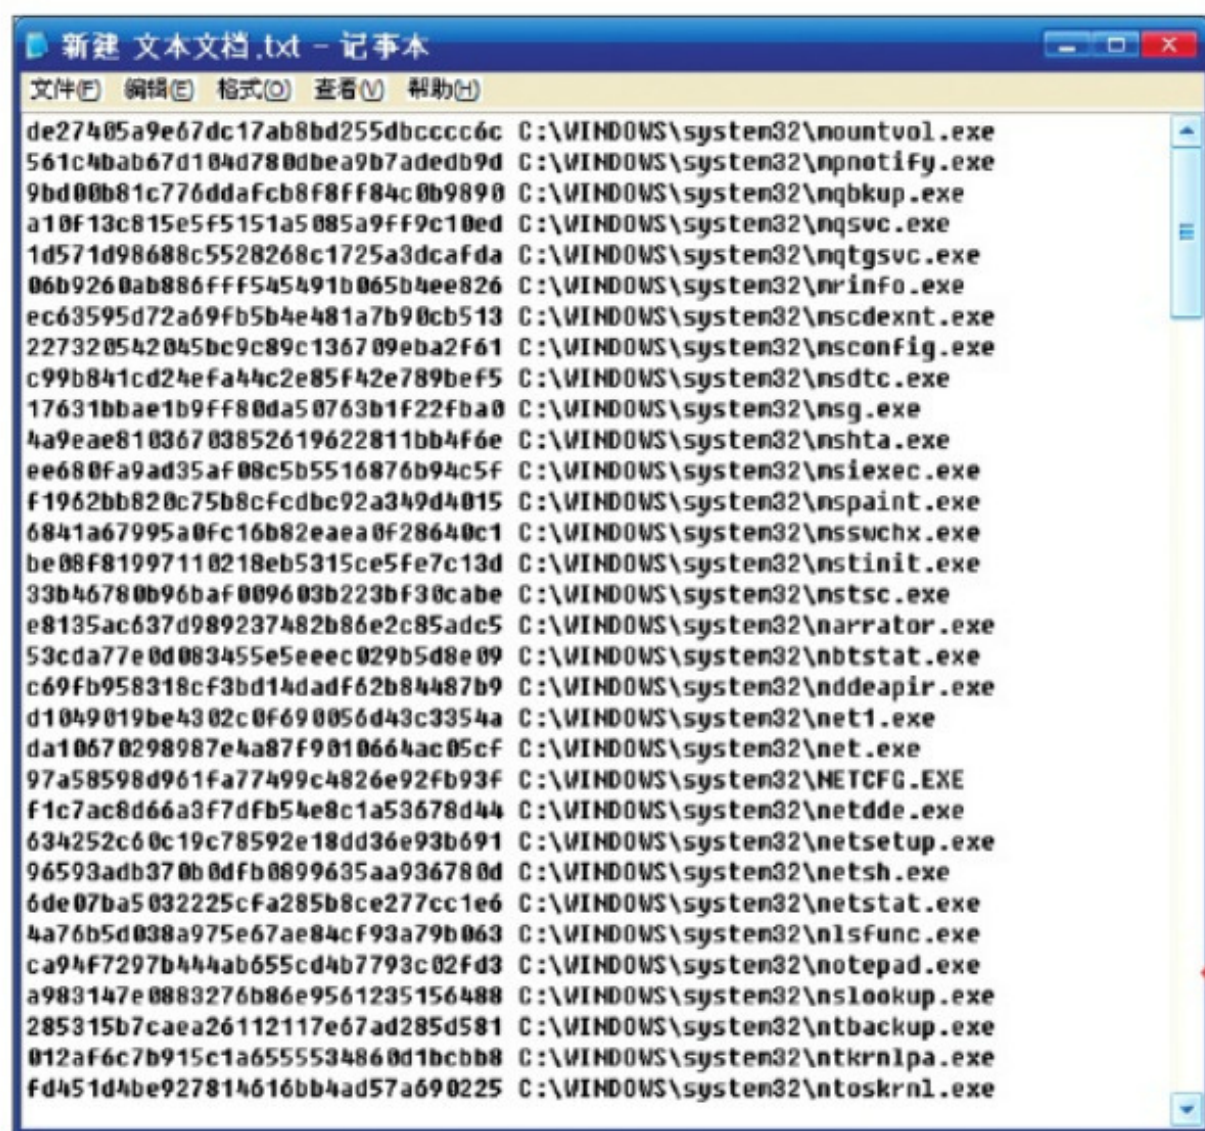 新建 文本文档.txt - 记事本
文件(F) 编辑(E) 格式(O) 查看(V) 帮助(H)
de27405a9e67dc17ab8bd255dbcccc6c C:\WINDOWS\system32\mountvol.exe
561c4bab67d104d780dbea9b7adedb9d C:\WINDOWS\system32\mpnotify.exe
9bd00b81c776ddafcb8f8ff84c0b9890 C:\WINDOWS\system32\mqbkup.exe
a10f13c815e5f5151a5085a9ff9c10ed C:\WINDOWS\system32\mqsvc.exe
1d571d98688c5528268c1725a3dcafda C:\WINDOWS\system32\mqtgsvc.exe
06b9260ab886fff545491b065b4ee826 C:\WINDOWS\system32\mrinfo.exe
ec63595d72a69fb5b4e481a7b90cb513 C:\WINDOWS\system32\mscdexnt.exe
227320542045bc9c89c136709eba2f61 C:\WINDOWS\system32\msconfig.exe
c99b841cd24efa44c2e85f42e789bef5 C:\WINDOWS\system32\msdtc.exe
17631bbae1b9ff80da50763b1f22fba0 C:\WINDOWS\system32\msg.exe
4a9eae81036703852619622811bb4f6e C:\WINDOWS\system32\mshta.exe
ee680fa9ad35af08c5b5516876b94c5f C:\WINDOWS\system32\msiexec.exe
f1962bb820c75b8cfcdbc92a349d4015 C:\WINDOWS\system32\mspaint.exe
6841a67995a0fc16b82eaea0f28640c1 C:\WINDOWS\system32\msswchx.exe
be08f81997110218eb5315ce5fe7c13d C:\WINDOWS\system32\mstinit.exe
33b46780b96baf009603b223bf30cabe C:\WINDOWS\system32\mstsc.exe
e8135ac637d989237482b86e2c85adc5 C:\WINDOWS\system32\narrator.exe
53cda77e0d083455e5eeec029b5d8e09 C:\WINDOWS\system32\nbtstat.exe
c69fb958318cf3bd14dadf62b84487b9 C:\WINDOWS\system32\nddeapir.exe
d1049019be4302c0f690056d43c3354a C:\WINDOWS\system32\net1.exe
da10670298987e4a87f9010664ac05cf C:\WINDOWS\system32\net.exe
97a58598d961fa77499c4826e92fb93f C:\WINDOWS\system32\NETCFG.EXE
f1c7ac8d66a3f7dfb54e8c1a53678d44 C:\WINDOWS\system32\netdde.exe
634252c60c19c78592e18dd36e93b691 C:\WINDOWS\system32\netsetup.exe
96593adb370b0dfb0899635aa936780d C:\WINDOWS\system32\netsh.exe
6de07ba5032225cfa285b8ce277cc1e6 C:\WINDOWS\system32\netstat.exe
4a76b5d038a975e67ae84cf93a79b063 C:\WINDOWS\system32\nlsfunc.exe
ca94f7297b444ab655cd4b7793c02fd3 C:\WINDOWS\system32\notepad.exe
a983147e0883276b86e9561235156488 C:\WINDOWS\system32\nslookup.exe
285315b7caea26112117e67ad285d581 C:\WINDOWS\system32\ntbackup.exe
012af6c7b915c1a6555534860d1bcbb8 C:\WINDOWS\system32\ntkrnlpa.exe
fd451d4be927814616bb4ad57a690225 C:\WINDOWS\system32\ntoskrnl.exe